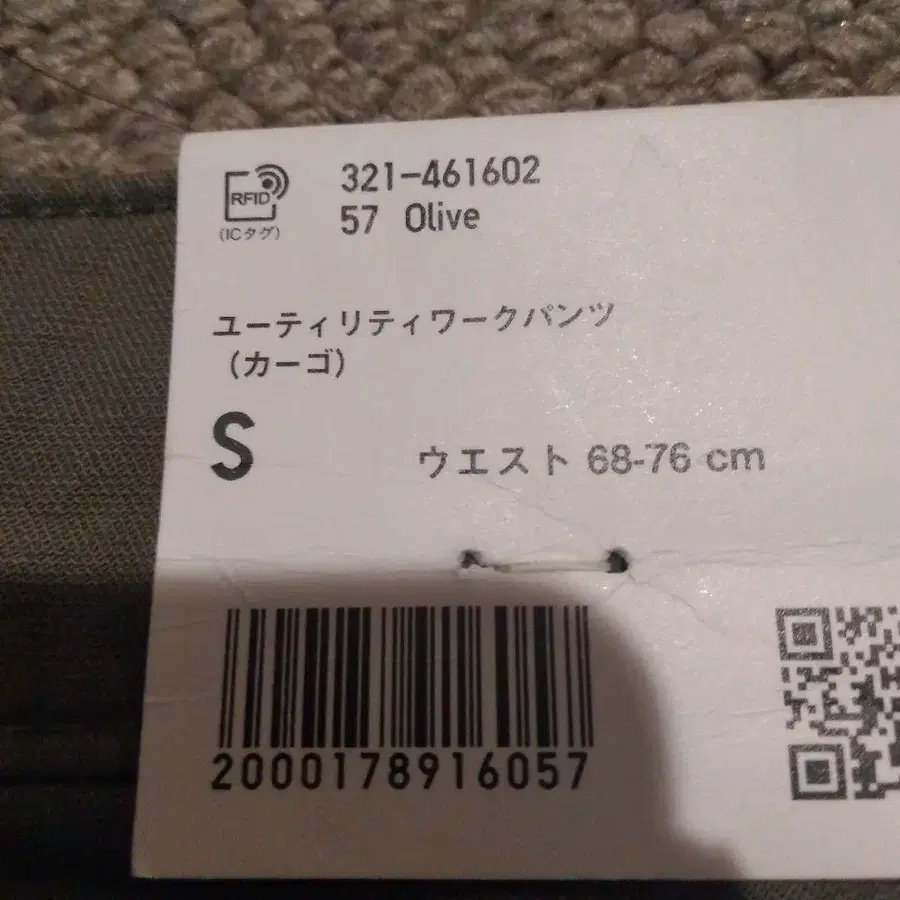 RFID
(ICタグ)
321-461602
57 Olive
ユーティリティワークパンツ
（カーゴ）
S
ウエスト 68-76 cm
2000178916057